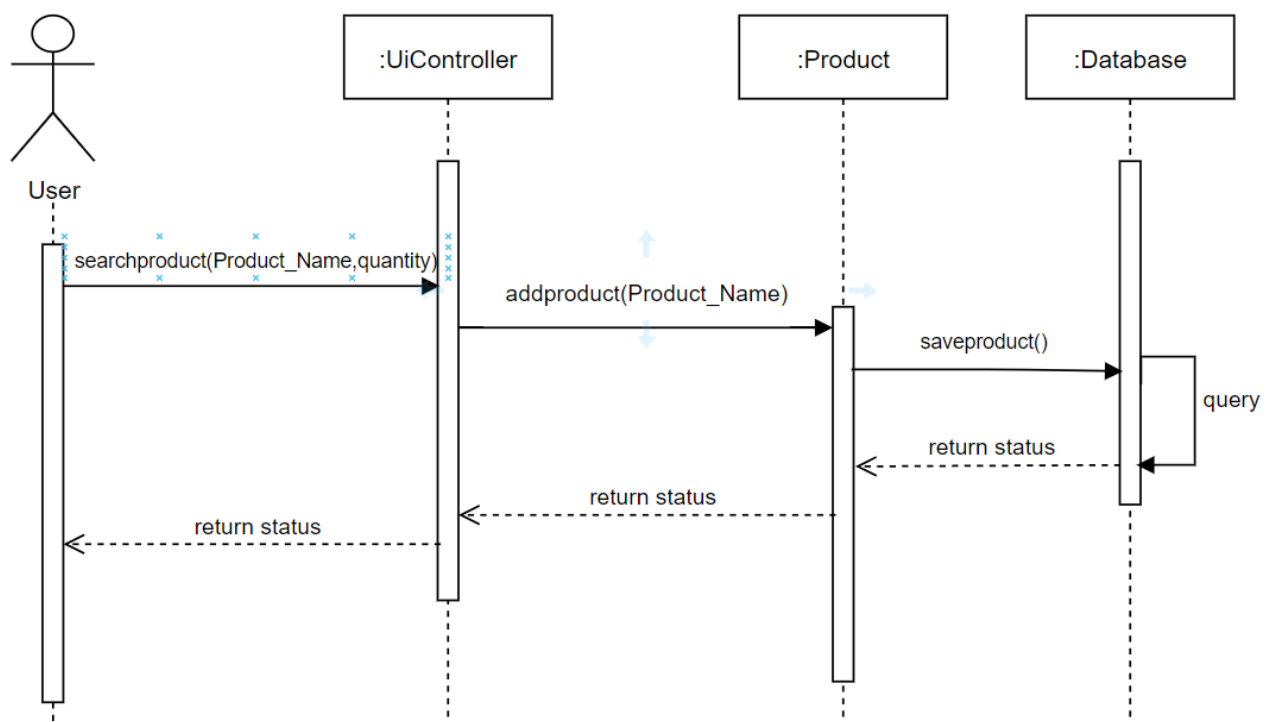 :UiController
:Product
:Database
User
searchproduct(Product_Name,quantity)
addproduct(Product_Name)
saveproduct()
query
return status
return status
return status